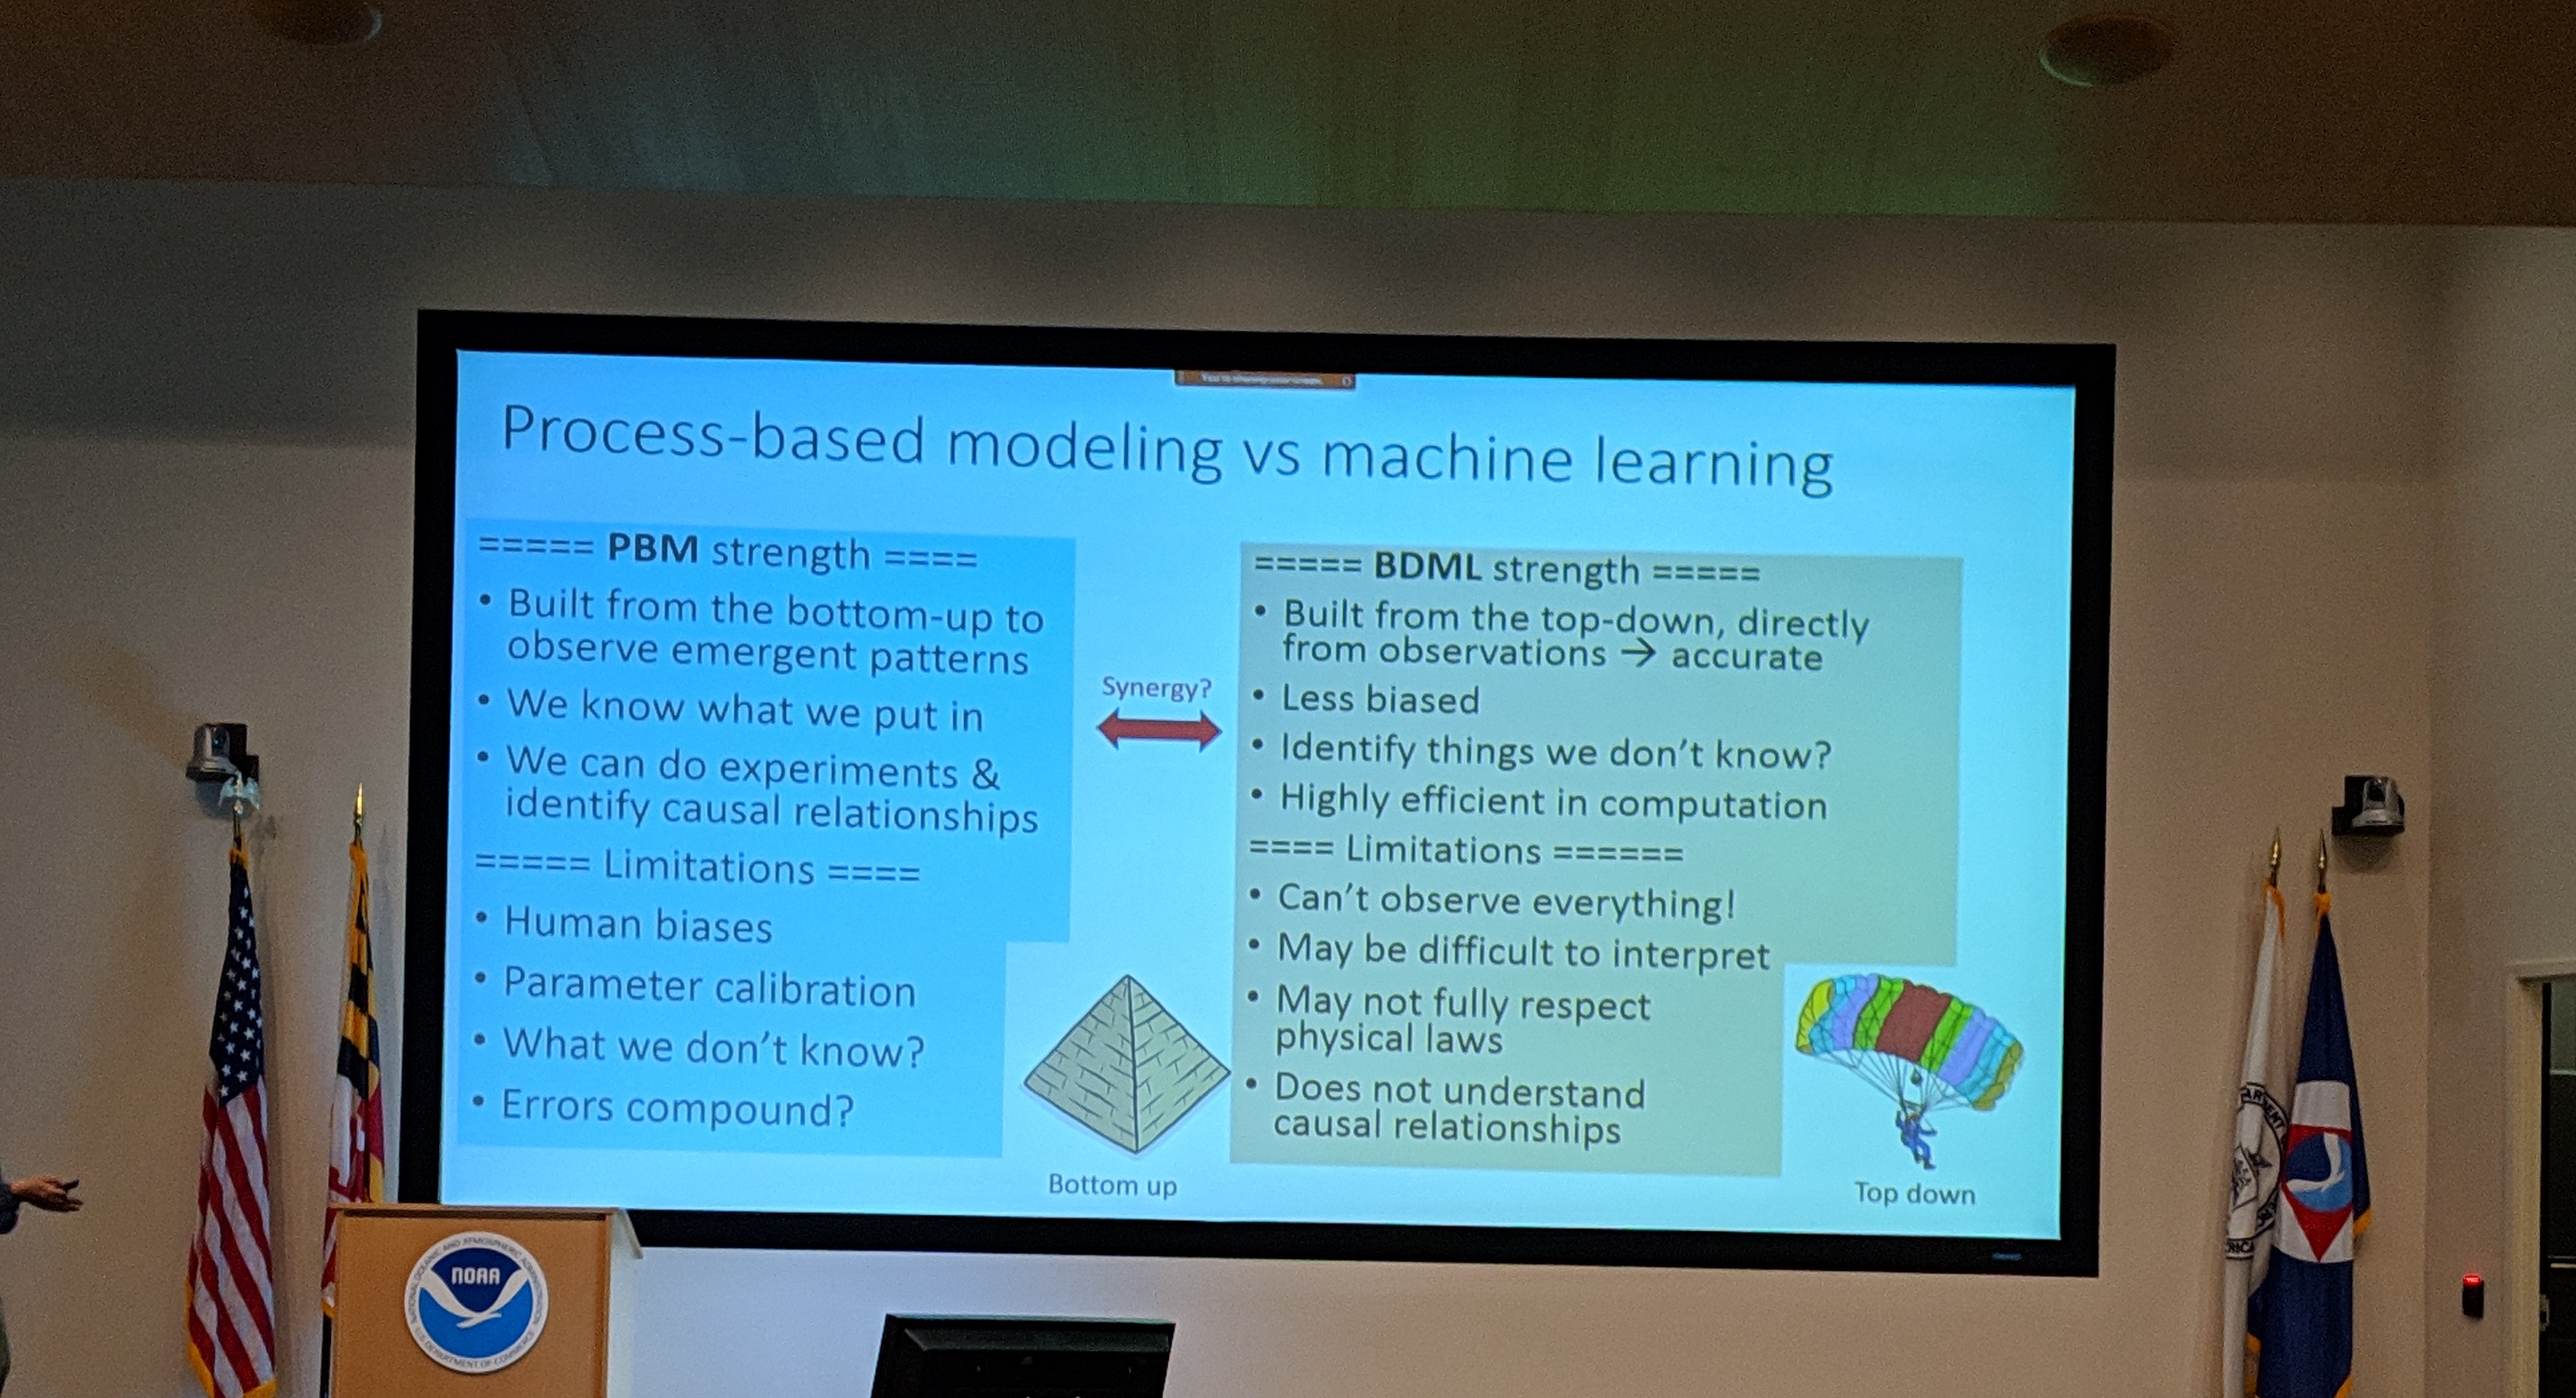 Process-based modeling vs machine learning
===== PBM strength ====
• Built from the bottom-up to
observe emergent patterns
• We know what we put in
• We can do experiments &
identify causal relationships
===== Limitations ====
• Human biases
• Parameter calibration
• What we don't know?
• Errors compound?
Synergy?
Bottom up
===== BDML strength =====
• Built from the top-down, directly
from observations → accurate
• Less biased
• Identify things we don't know?
• Highly efficient in computation
==== Limitations ======
• Can't observe everything!
• May be difficult to interpret
• May not fully respect
physical laws
• Does not understand
causal relationships
Top down
NATIONAL OCEANIC AND ATMOSPHERIC ADMINISTRATION
NOAA
U.S. DEPARTMENT OF COMMERCE